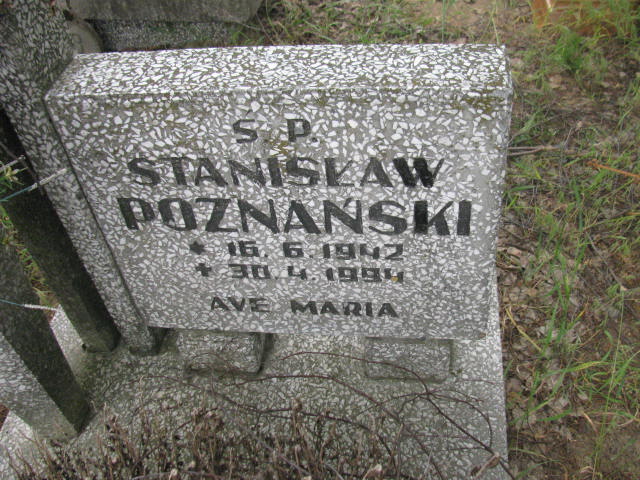 Ś. P.
STANISŁAW
POZNAŃSKI
* 16. 6. 1942
+ 30. 4. 1994
AVE MARIA